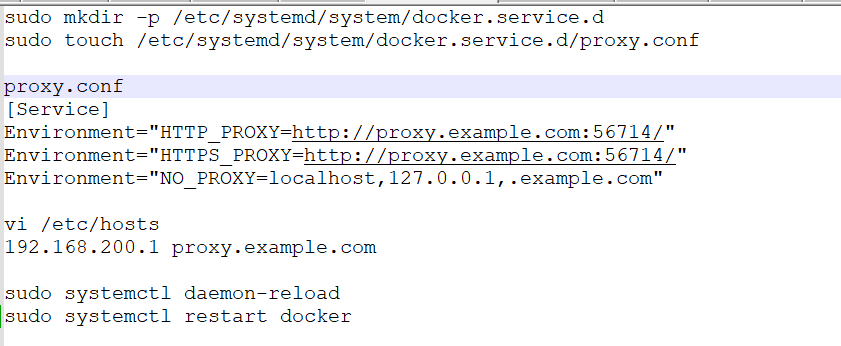 sudo mkdir -p /etc/systemd/system/docker.service.d
sudo touch /etc/systemd/system/docker.service.d/proxy.conf
proxy.conf
[Service]
Environment="HTTP_PROXY=http://proxy.example.com:56714/"
Environment="HTTPS_PROXY=http://proxy.example.com:56714/"
Environment="NO_PROXY=localhost,127.0.0.1,.example.com"
vi /etc/hosts
192.168.200.1 proxy.example.com
sudo systemctl daemon-reload
sudo systemctl restart docker